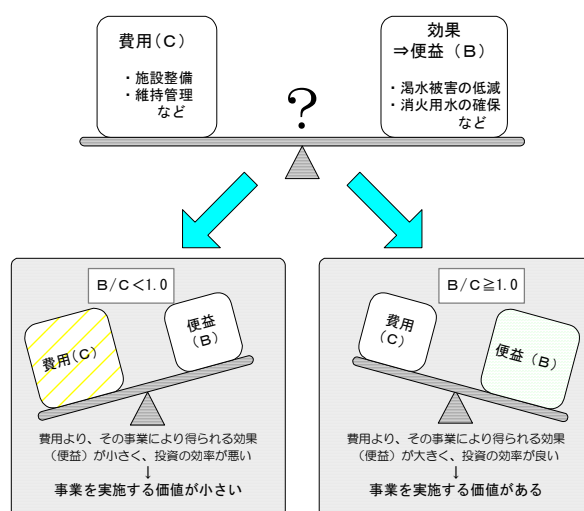 費用(C)
・施設整備
・維持管理
など
?
効果
⇒便益(B)
・渇水被害の低減
・消火用水の確保
など
B/C<1.0
費用(C)
便益
(B)
費用より、その事業により得られる効果
(便益)が小さく、投資の効率が悪い
↓
事業を実施する価値が小さい
B/C≧1.0
費用
(C)
便益(B)
費用より、その事業により得られる効果
(便益)が大きく、投資の効率が良い
↓
事業を実施する価値がある